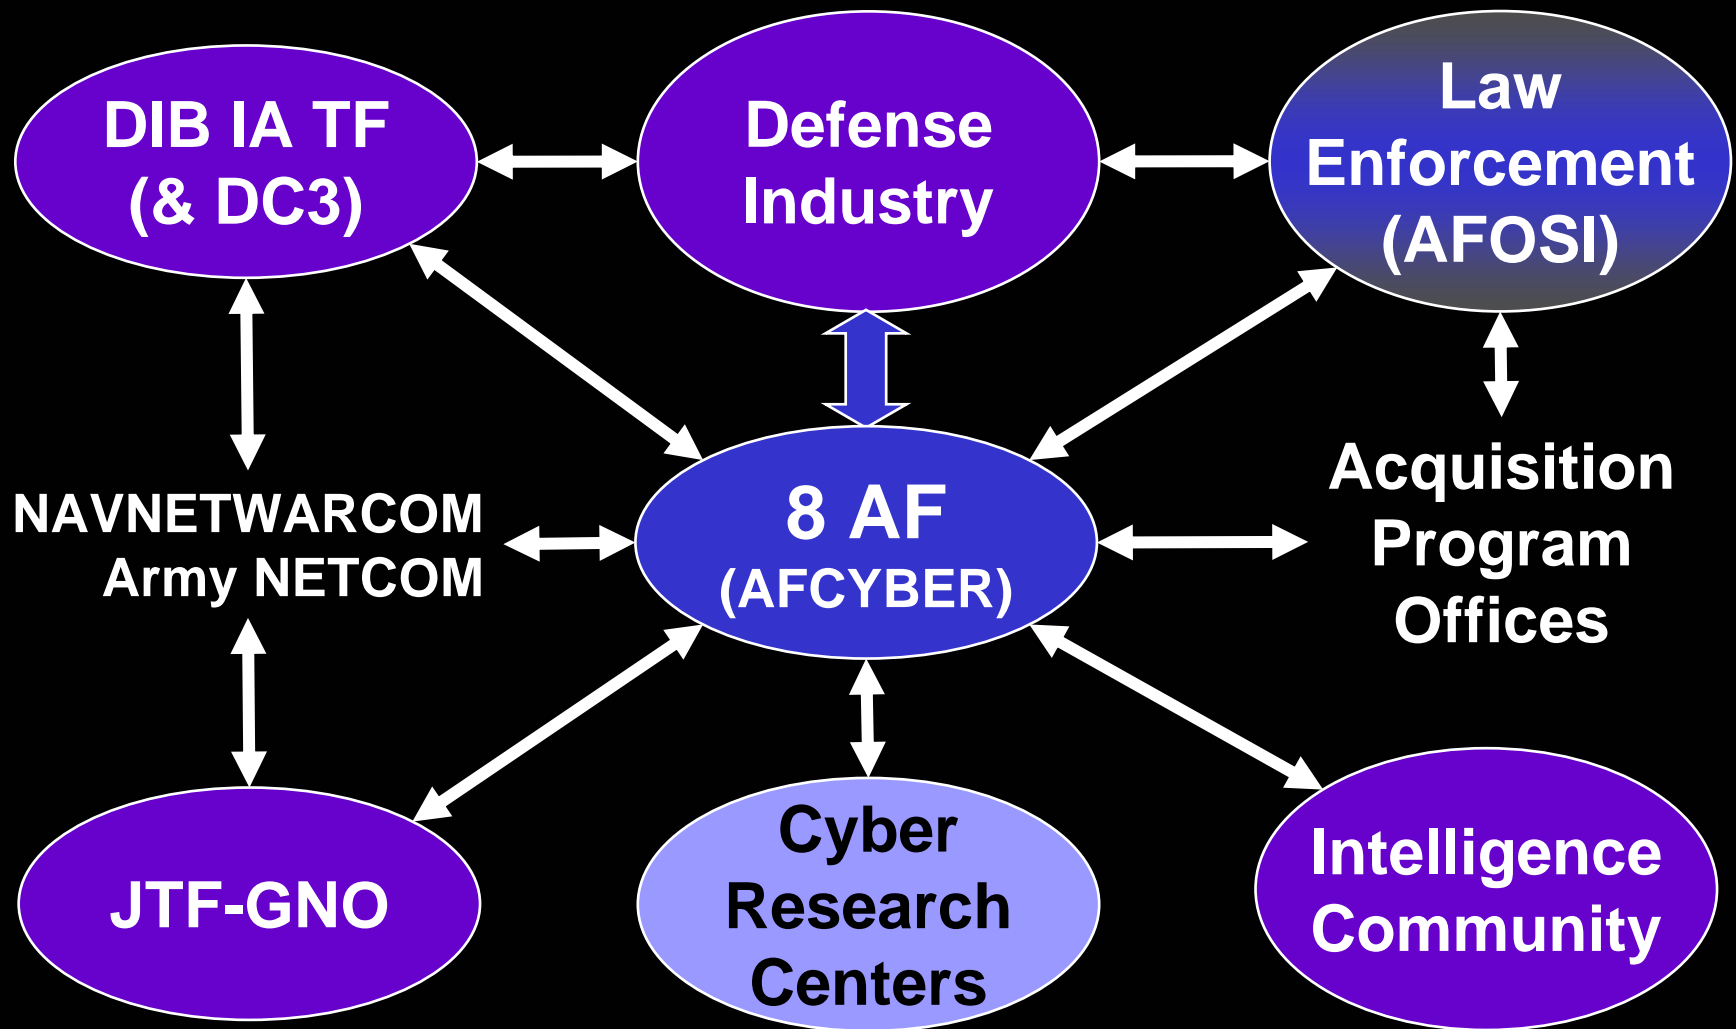 DIB IA TF
(& DC3)
Defense
Industry
Law
Enforcement
(AFOSI)
NAVNETWARCOM
Army NETCOM
8 AF
(AFCYBER)
Acquisition
Program
Offices
JTF-GNO
Cyber
Research
Centers
Intelligence
Community